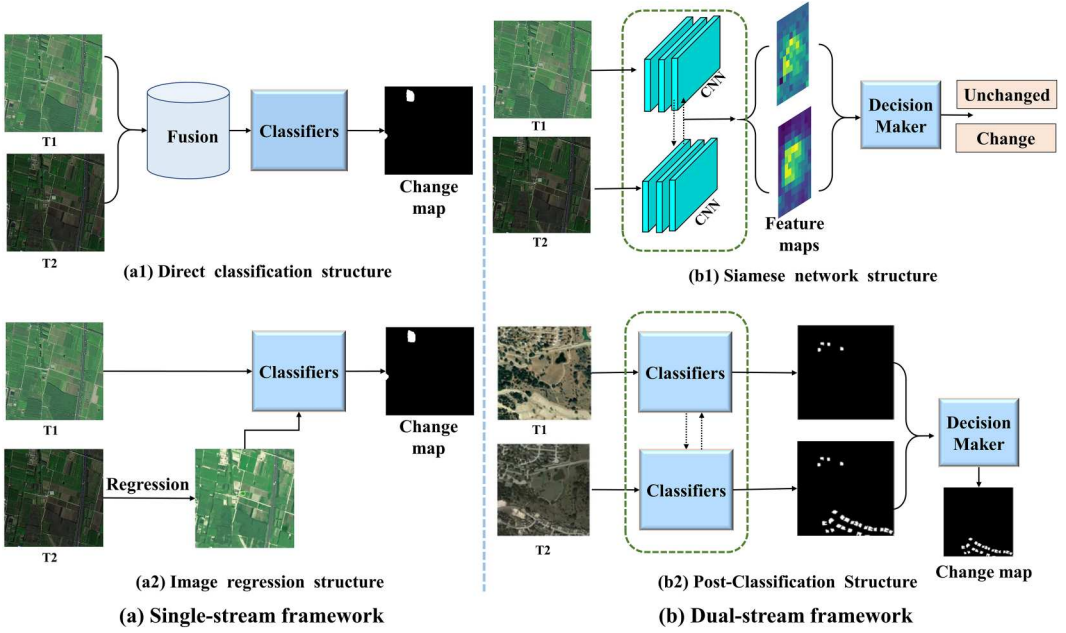 T1
Fusion
Classifiers
T2
Change
map
(a1) Direct classification structure
T1
Classifiers
Change
map
Regression
T2
(a2) Image regression structure
(a) Single-stream framework
T1
CNN
CNN
T2
Feature
maps
Decision
Maker
Unchanged
Change
(b1) Siamese network structure
T1
Classifiers
Classifiers
T2
Decision
Maker
Change map
(b2) Post-Classification Structure
(b) Dual-stream framework